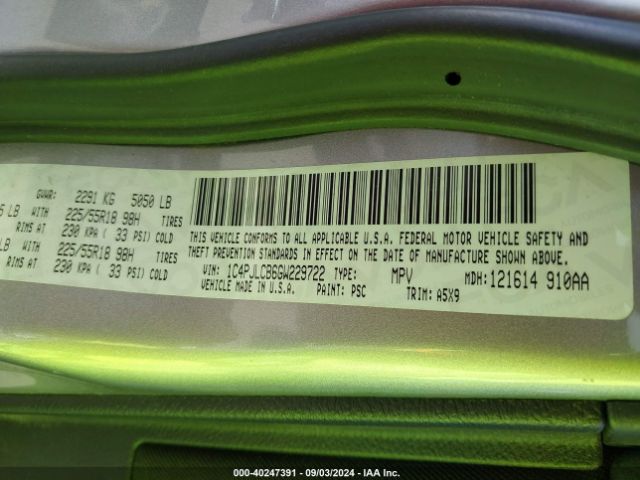 GVWR: 2291 KG 5050 LB
5 LB WITH 225/55R18 98H TIRES
RIMS AT 230 KPA ( 33 PSI) COLD
LB WITH 225/55R18 98H TIRES
RIMS AT 230 KPA ( 33 PSI) COLD
THIS VEHICLE CONFORMS TO ALL APPLICABLE U.S.A. FEDERAL MOTOR VEHICLE SAFETY AND
THEFT PREVENTION STANDARDS IN EFFECT ON THE DATE OF MANUFACTURE SHOWN ABOVE.
VIN: 1C4PJLCB6GW229722 TYPE: MPV MDH: 121614 910AA
VEHICLE MADE IN U.S.A. PAINT: PSC TRIM: A5X9
000-40247391 - 09/03/2024 - IAA Inc.